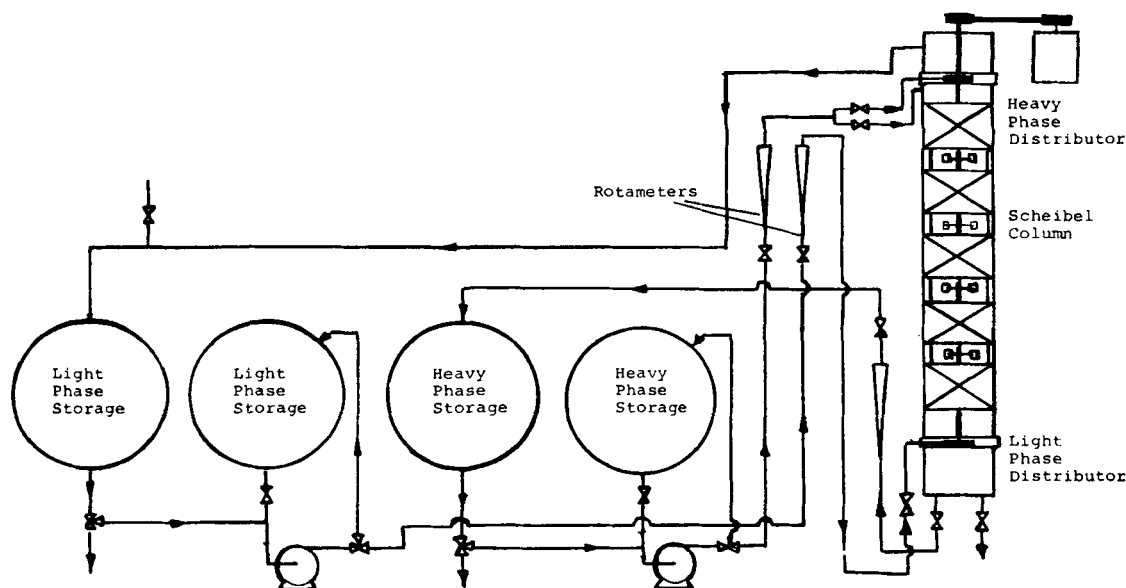 Heavy
Phase
Distributor
Rotameters
Scheibel
Column
Light
Phase
Storage
Light
Phase
Storage
Heavy
Phase
Storage
Heavy
Phase
Storage
Light
Phase
Distributor